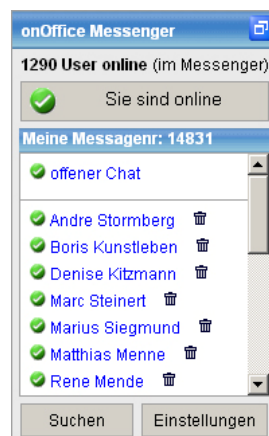 onOffice Messenger
1290 User online (im Messenger)
Sie sind online
Meine Messagenr: 14831
offener Chat
Andre Stormberg
Boris Kunstleben
Denise Kitzmann
Marc Steinert
Marius Siegmund
Matthias Menne
Rene Mende
Suchen
Einstellungen